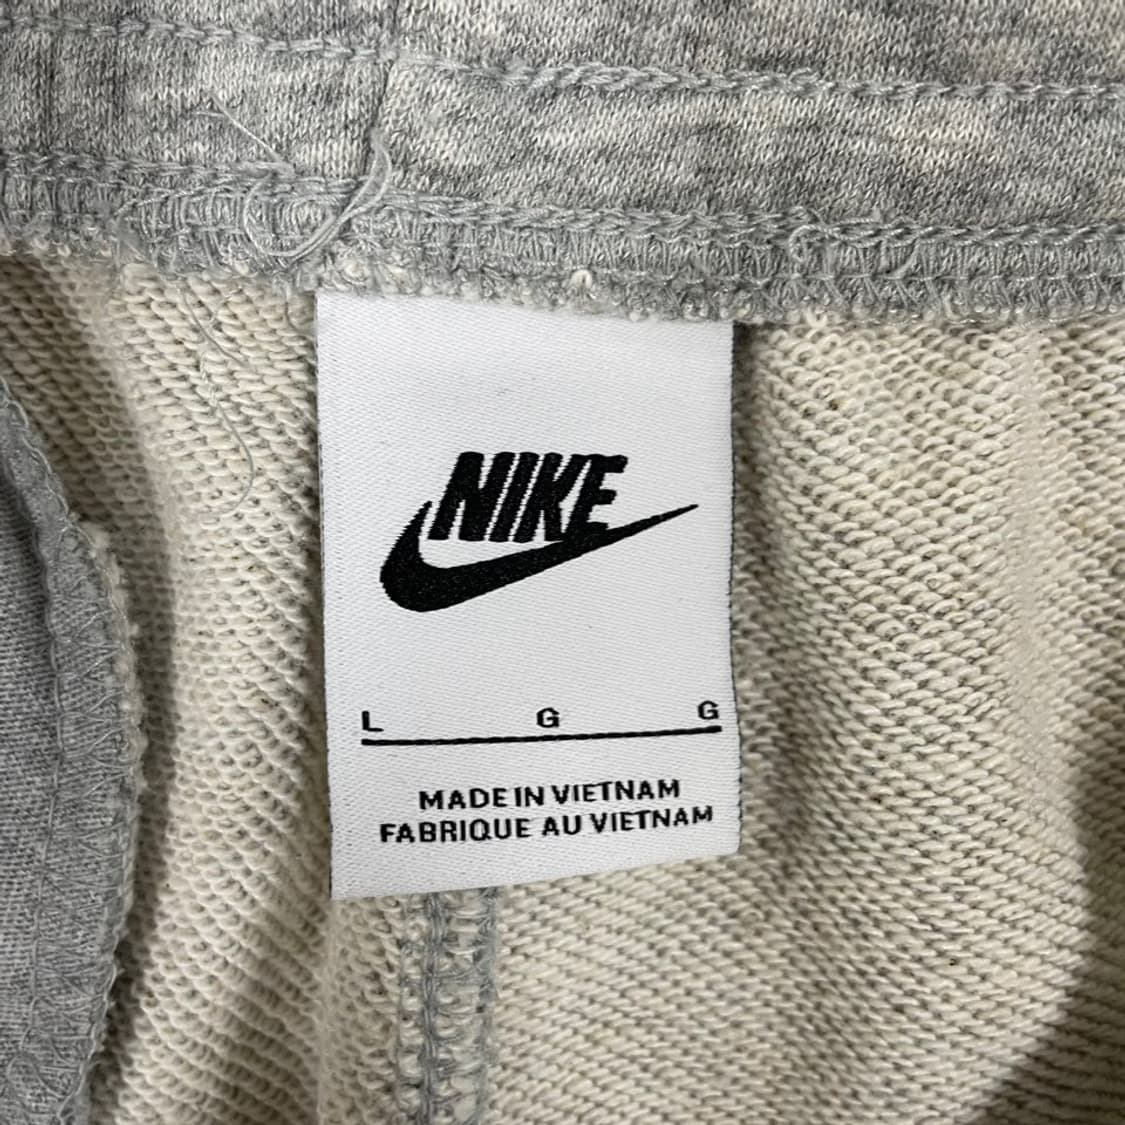 NIKE
L G G
MADE IN VIETNAM
FABRIQUE AU VIETNAM